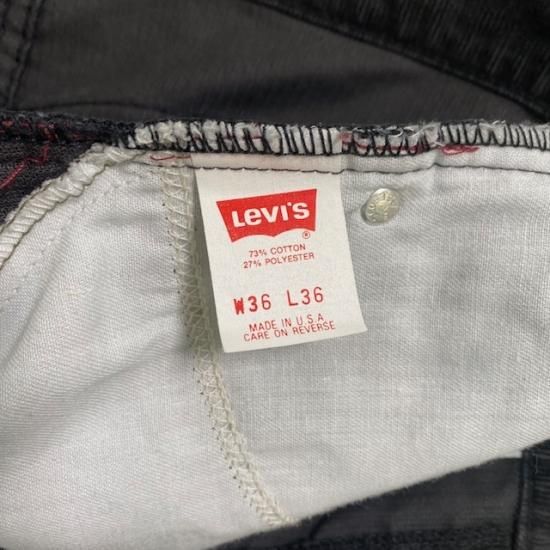 Levi's
®
73% COTTON
27% POLYESTER
W36 L36
MADE IN U.S.A
CARE ON REVERSE